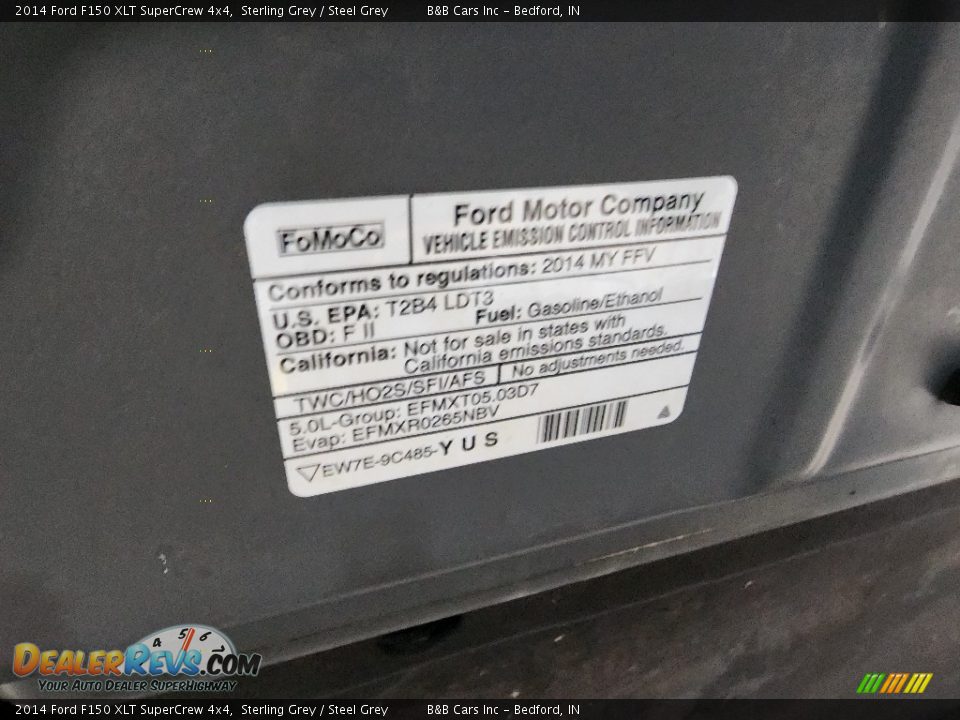 2014 Ford F150 XLT SuperCrew 4x4, Sterling Grey / Steel Grey B&B Cars Inc – Bedford, IN
FoMoCo
Ford Motor Company
VEHICLE EMISSION CONTROL INFORMATION
Conforms to regulations: 2014 MY FFV
U.S. EPA: T2B4 LDT3
OBD: F II Fuel: Gasoline/Ethanol
California: Not for sale in states with
California emissions standards.
TWC/HO2S/SFI/AFS No adjustments needed.
5.0L-Group: EFMXT05.03D7
Evap: EFMXR0265NBV
EW7E-9C485-YUS
4 5 6 7
DealerRevs.com
Your Auto Dealer SuperHighway
2014 Ford F150 XLT SuperCrew 4x4, Sterling Grey / Steel Grey B&B Cars Inc – Bedford, IN